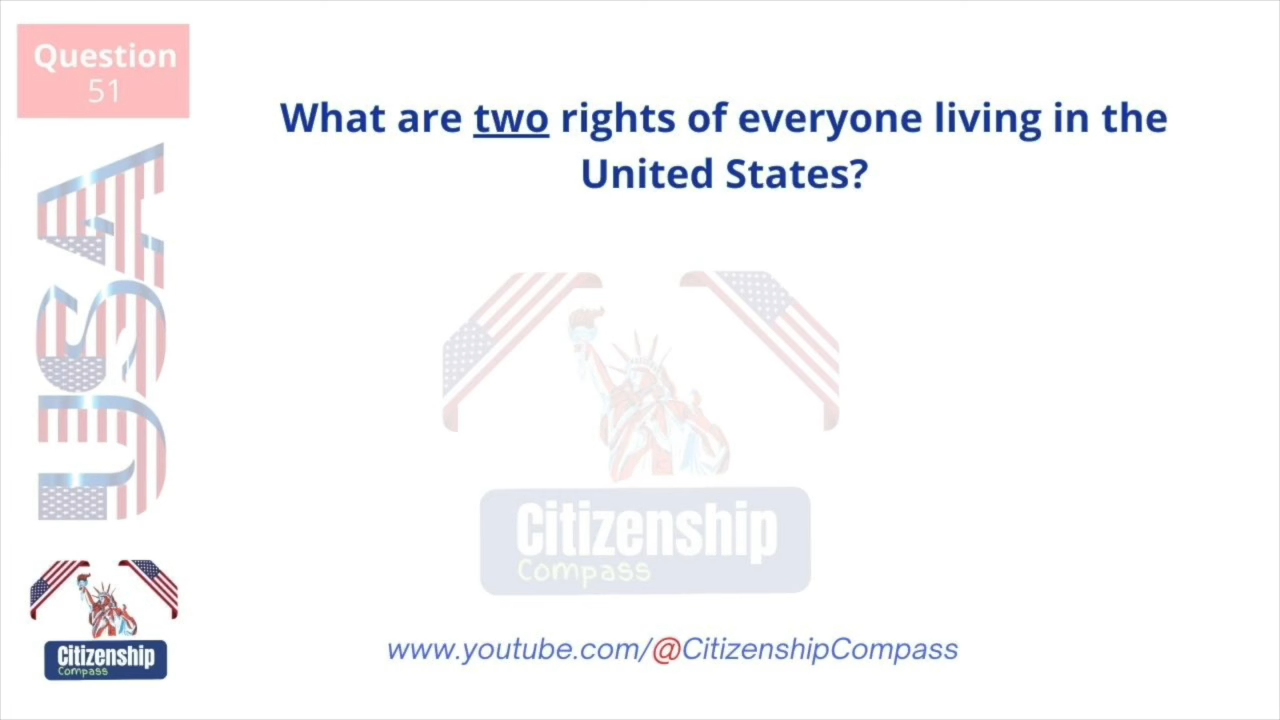 Question
51
What are two rights of everyone living in the
United States?
USA
Citizenship
Compass
Citizenship
Compass
www.youtube.com/@CitizenshipCompass